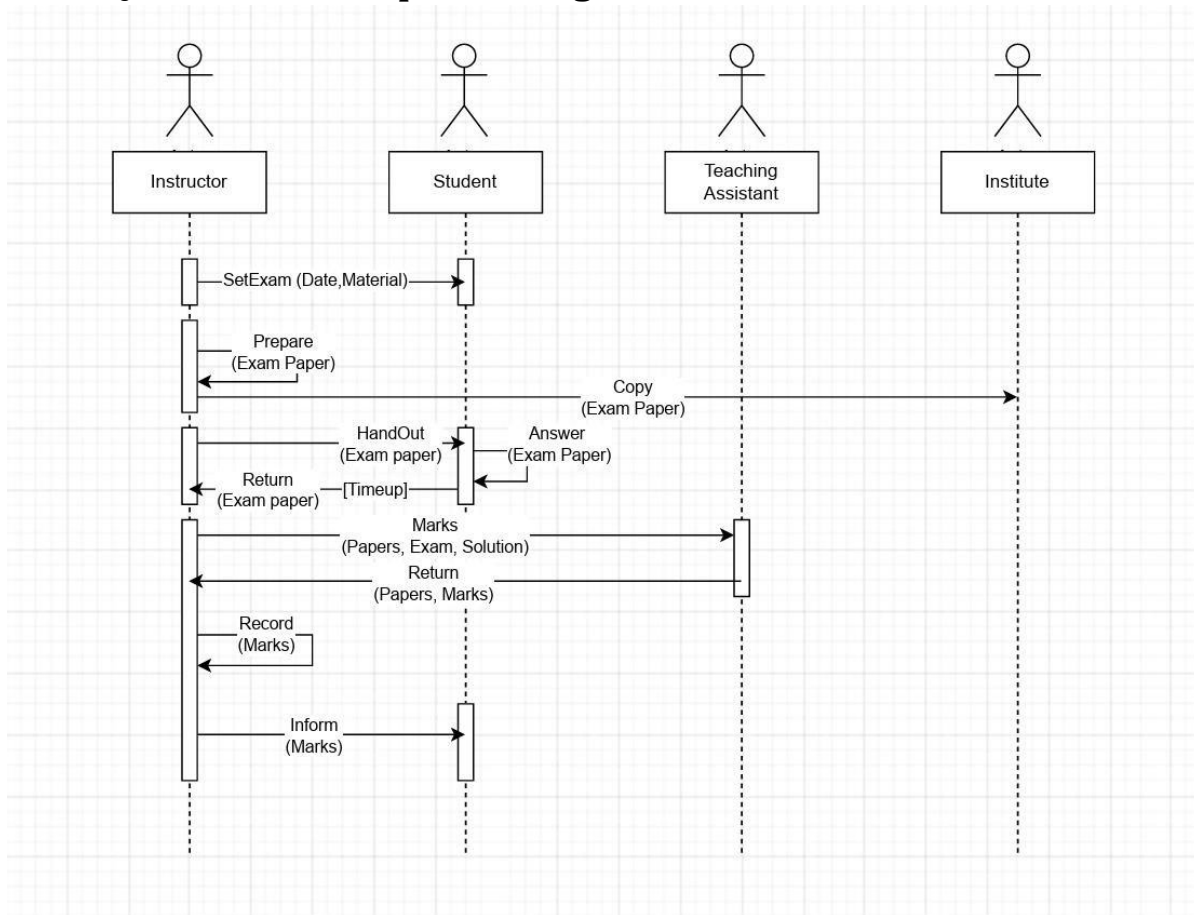 Instructor
Student
Teaching
Assistant
Institute
SetExam (Date,Material)
Prepare
(Exam Paper)
Copy
(Exam Paper)
HandOut
(Exam paper)
Answer
(Exam Paper)
Return
(Exam paper)
[Timeup]
Marks
(Papers, Exam, Solution)
Return
(Papers, Marks)
Record
(Marks)
Inform
(Marks)